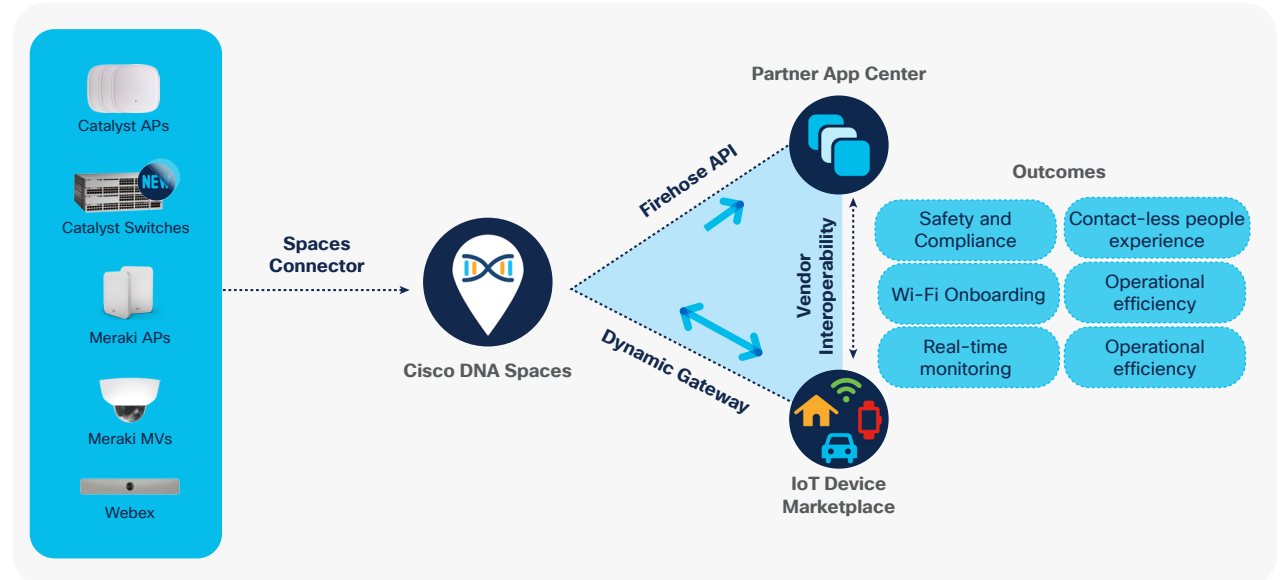 Catalyst APs
NEW
Catalyst Switches
Meraki APs
Meraki MVs
Webex
Spaces
Connector
Cisco DNA Spaces
Firehose API
Dynamic Gateway
Partner App Center
Vendor
Interoperability
IoT Device
Marketplace
Outcomes
Safety and
Compliance
Contact-less people
experience
Wi-Fi Onboarding
Operational
efficiency
Real-time
monitoring
Operational
efficiency